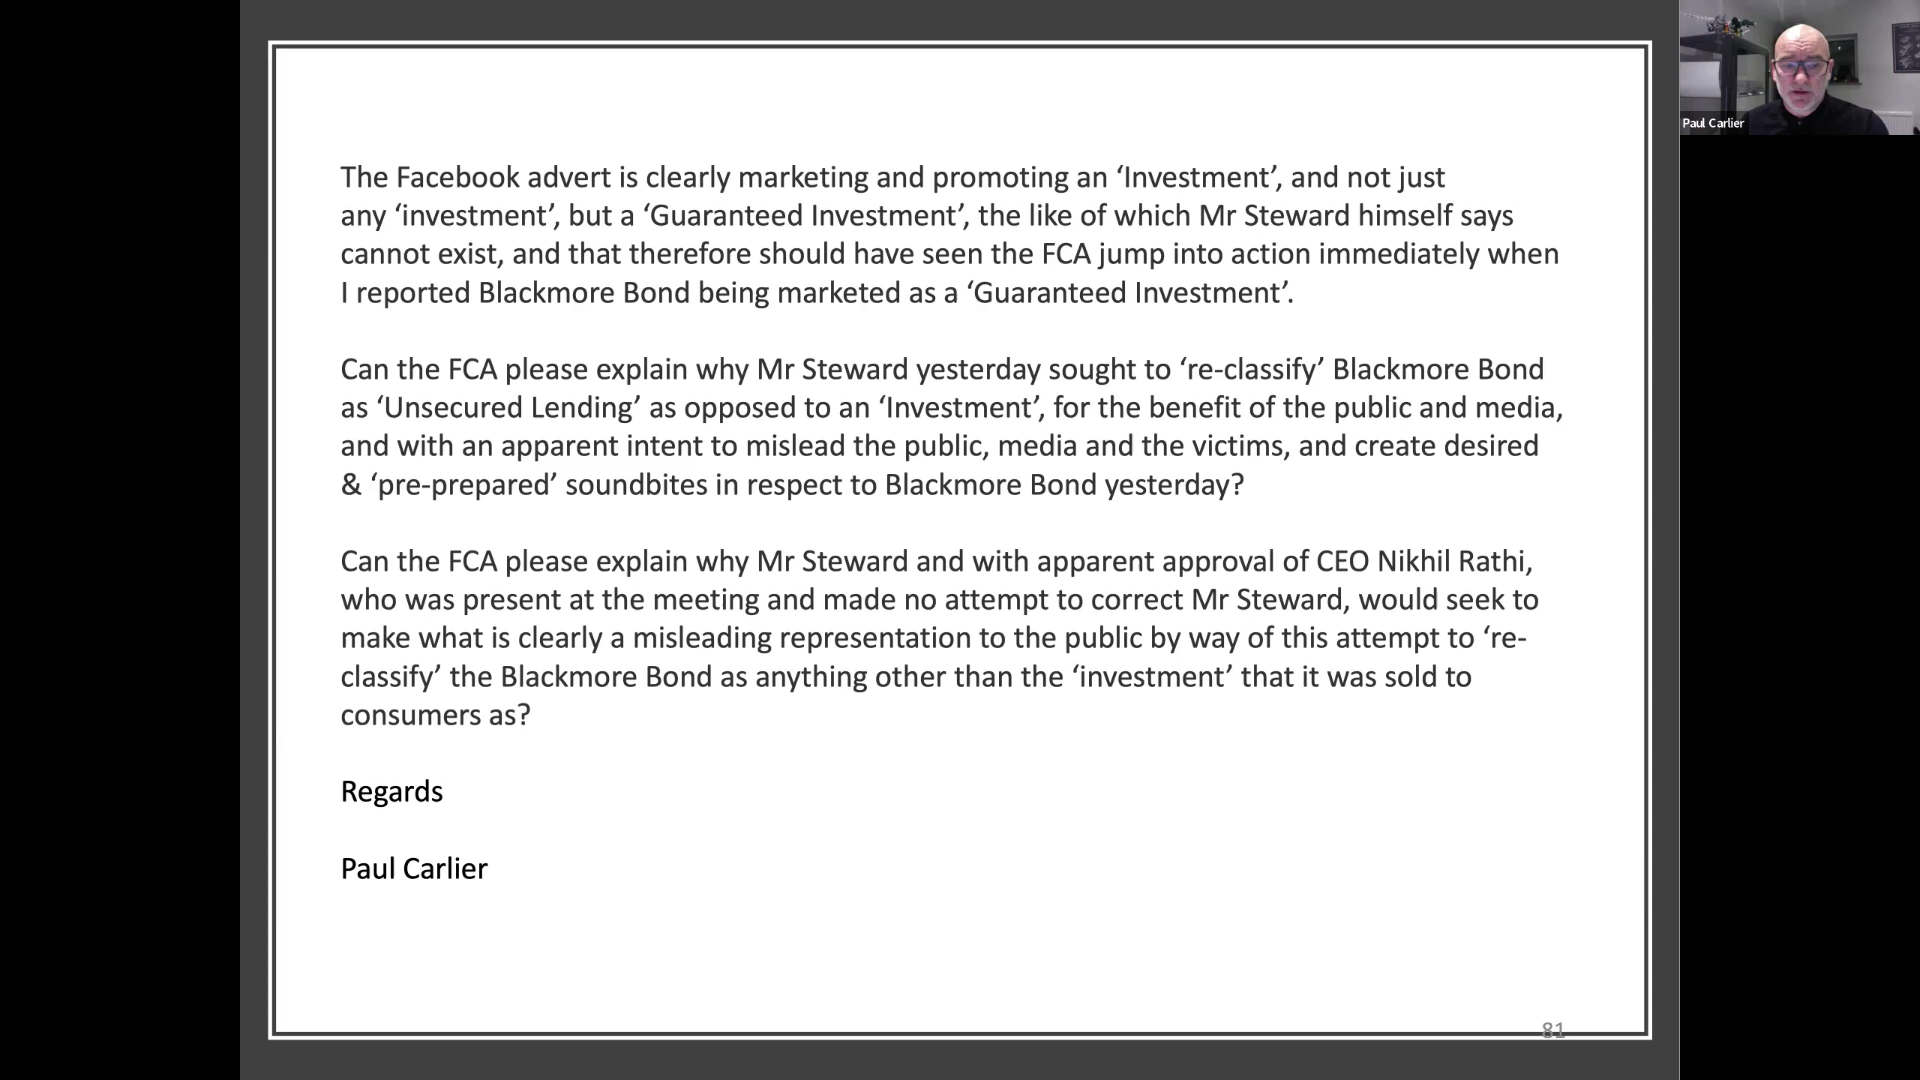 The Facebook advert is clearly marketing and promoting an ‘Investment’, and not just
any ‘investment’, but a ‘Guaranteed Investment’, the like of which Mr Steward himself says
cannot exist, and that therefore should have seen the FCA jump into action immediately when
I reported Blackmore Bond being marketed as a ‘Guaranteed Investment’.
Can the FCA please explain why Mr Steward yesterday sought to ‘re-classify’ Blackmore Bond
as ‘Unsecured Lending’ as opposed to an ‘Investment’, for the benefit of the public and media,
and with an apparent intent to mislead the public, media and the victims, and create desired
& ‘pre-prepared’ soundbites in respect to Blackmore Bond yesterday?
Can the FCA please explain why Mr Steward and with apparent approval of CEO Nikhil Rathi,
who was present at the meeting and made no attempt to correct Mr Steward, would seek to
make what is clearly a misleading representation to the public by way of this attempt to ‘re-
classify’ the Blackmore Bond as anything other than the ‘investment’ that it was sold to
consumers as?
Regards
Paul Carlier
81
Paul Carlier